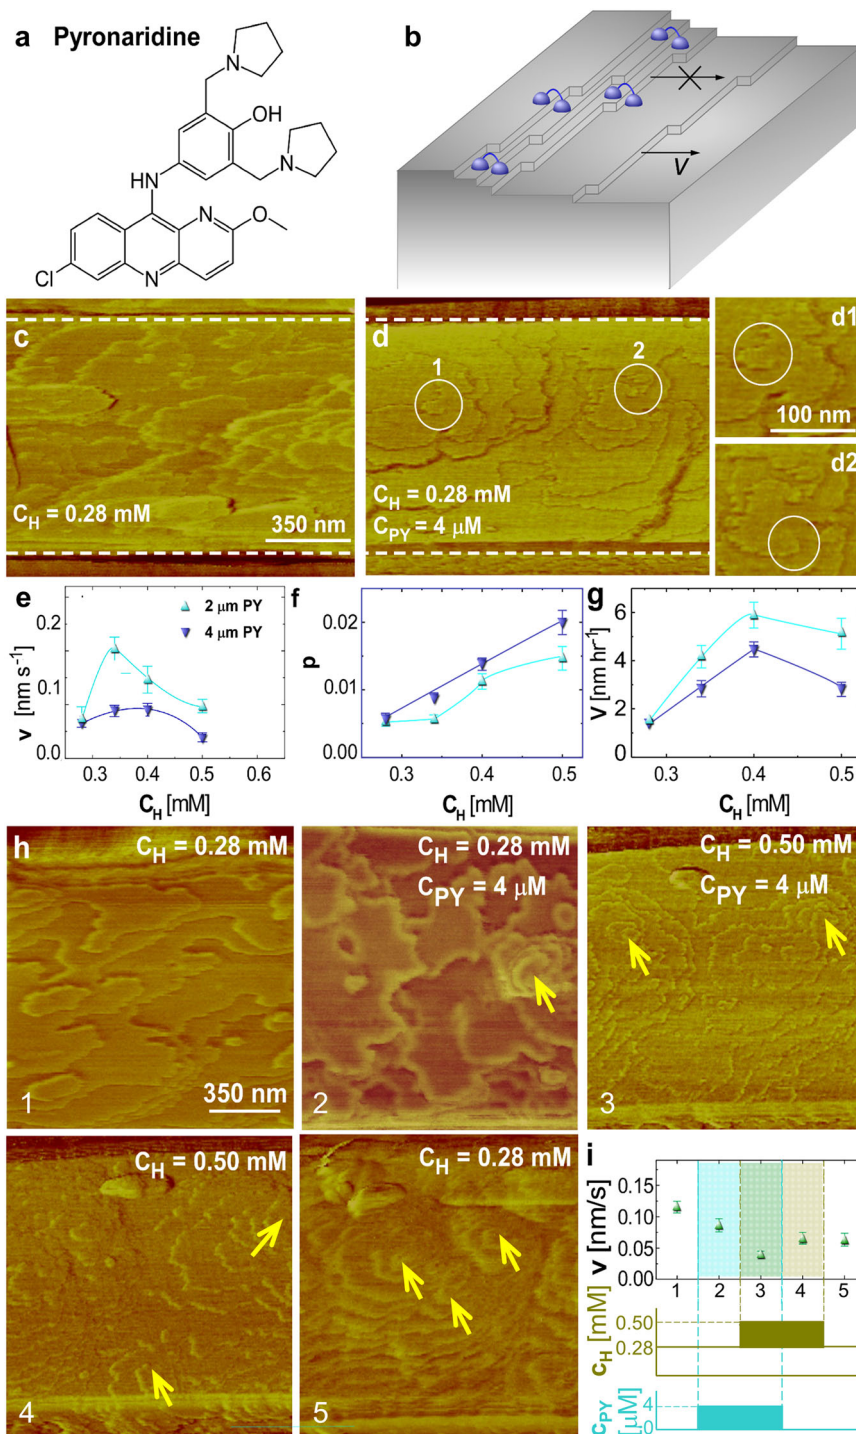 a Pyronaridine
N
OH
N
HN
N
O
Cl
N
b
V
c
C_H = 0.28 mM
350 nm
d
1
2
C_H = 0.28 mM
C_PY = 4 μM
d1
100 nm
d2
e
2 μm PY
4 μm PY
v [nm s⁻¹]
0.2
0.1
0.0
0.3 0.4 0.5 0.6
C_H [mM]
f
p
0.02
0.01
0.00
0.3 0.4 0.5
C_H [mM]
g
V [nm hr⁻¹]
6
4
2
0
0.3 0.4 0.5
C_H [mM]
h
C_H = 0.28 mM
350 nm
1
C_H = 0.28 mM
C_PY = 4 μM
2
C_H = 0.50 mM
C_PY = 4 μM
3
C_H = 0.50 mM
4
C_H = 0.28 mM
5
i
v [nm/s]
0.15
0.10
0.05
0.00
1 2 3 4 5
C_H [mM]
0.50
0.28
C_PY [μM]
4
0